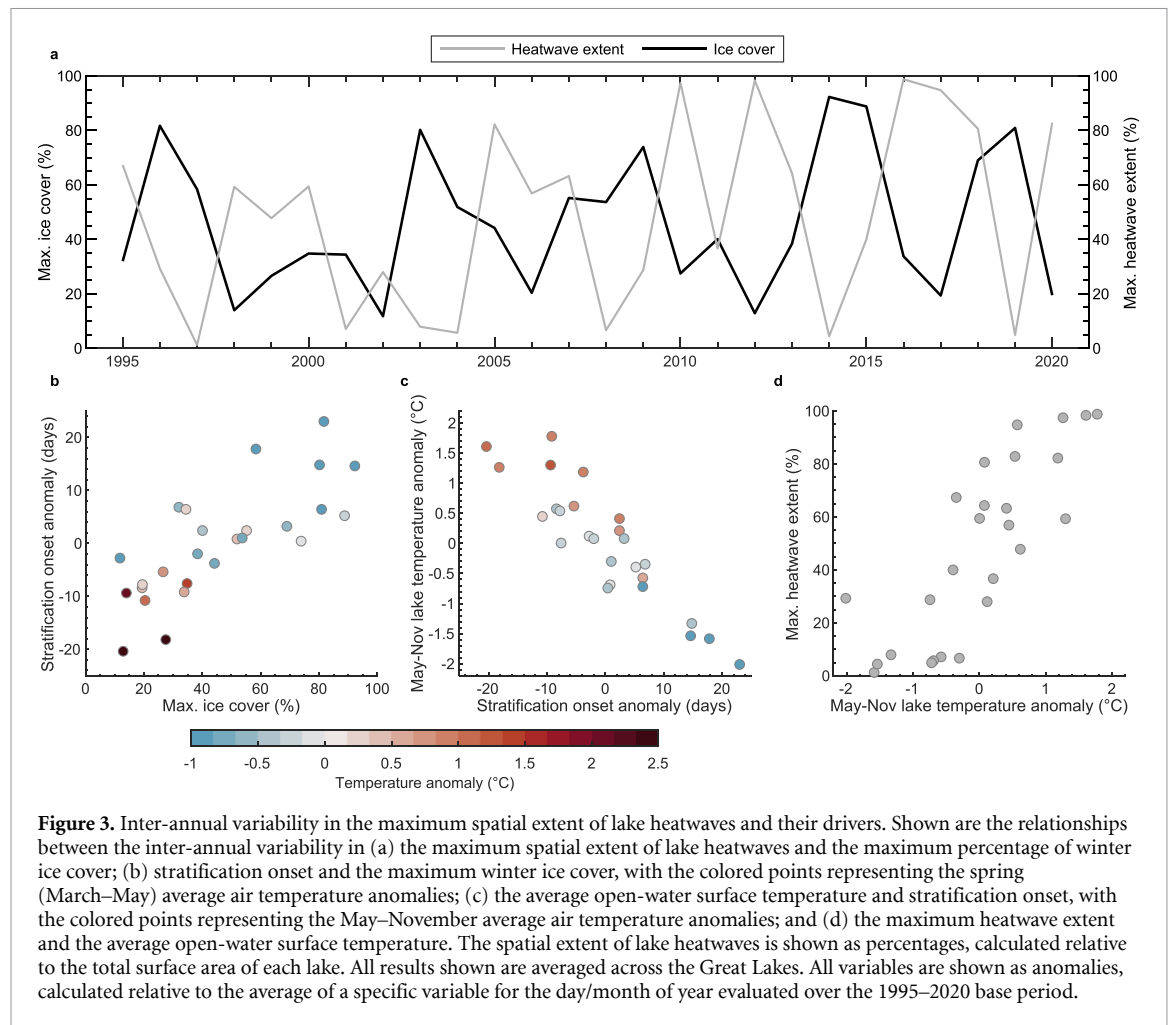 a
Heatwave extent Ice cover
100 100
80 80
60 60
40 40
20 20
0 0
Max. ice cover (%)
Max. heatwave extent (%)
1995 2000 2005 2010 2015 2020
b
20
10
0
-10
-20
Stratification onset anomaly (days)
0 20 40 60 80 100
Max. ice cover (%)
c
2
1.5
1
0.5
0
-0.5
-1
-1.5
-2
May-Nov lake temperature anomaly (°C)
-20 -10 0 10 20
Stratification onset anomaly (days)
d
100
80
60
40
20
0
Max. heatwave extent (%)
-2 -1 0 1 2
May-Nov lake temperature anomaly (°C)
-1 -0.5 0 0.5 1 1.5 2 2.5
Temperature anomaly (°C)
Figure 3. Inter-annual variability in the maximum spatial extent of lake heatwaves and their drivers. Shown are the relationships
between the inter-annual variability in (a) the maximum spatial extent of lake heatwaves and the maximum percentage of winter
ice cover; (b) stratification onset and the maximum winter ice cover, with the colored points representing the spring
(March–May) average air temperature anomalies; (c) the average open-water surface temperature and stratification onset, with
the colored points representing the May–November average air temperature anomalies; and (d) the maximum heatwave extent
and the average open-water surface temperature. The spatial extent of lake heatwaves is shown as percentages, calculated relative
to the total surface area of each lake. All results shown are averaged across the Great Lakes. All variables are shown as anomalies,
calculated relative to the average of a specific variable for the day/month of year evaluated over the 1995–2020 base period.